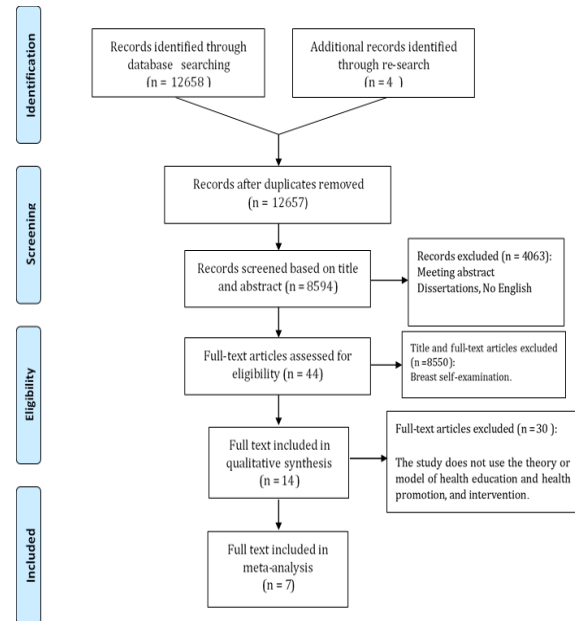 Identification
Records identified through
database searching
(n = 12658 )
Additional records identified
through re-search
(n = 4 )
Screening
Records after duplicates removed
(n = 12657)
Records screened based on title
and abstract (n = 8594)
Records excluded (n = 4063):
Meeting abstract
Dissertations, No English
Eligibility
Full-text articles assessed for
eligibility (n = 44)
Title and full-text articles excluded
(n =8550):
Breast self-examination.
Full text included in
qualitative synthesis
(n = 14)
Full-text articles excluded (n =30 ):
The study does not use the theory or
model of health education and health
promotion, and intervention.
Included
Full text included in
meta-analysis
(n = 7)